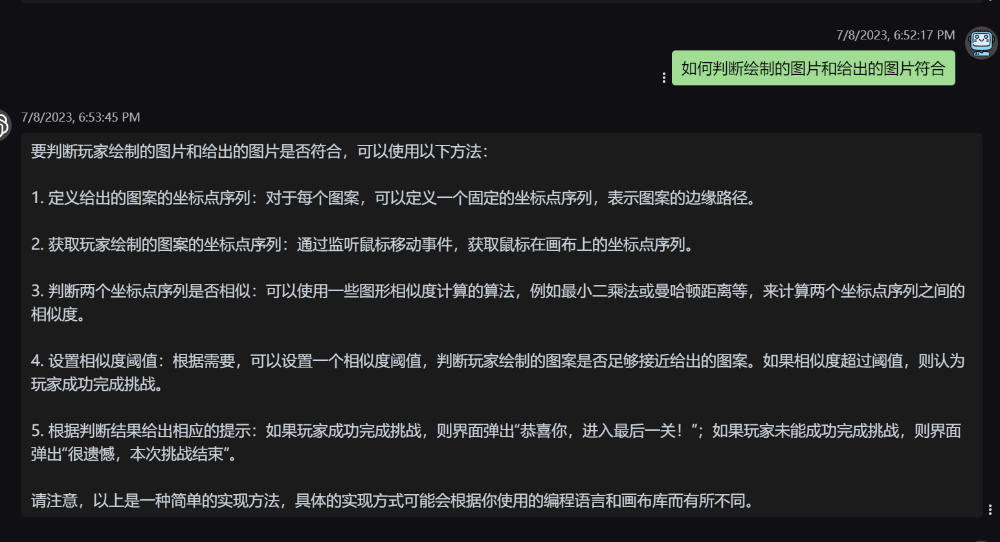 7/8/2023, 6:52:17 PM
如何判断绘制的图片和给出的图片符合
7/8/2023, 6:53:45 PM
要判断玩家绘制的图片和给出的图片是否符合，可以使用以下方法：
1. 定义给出的图案的坐标点序列：对于每个图案，可以定义一个固定的坐标点序列，表示图案的边缘路径。
2. 获取玩家绘制的图案的坐标点序列：通过监听鼠标移动事件，获取鼠标在画布上的坐标点序列。
3. 判断两个坐标点序列是否相似：可以使用一些图形相似度计算的算法，例如最小二乘法或曼哈顿距离等，来计算两个坐标点序列之间的
相似度。
4. 设置相似度阈值：根据需要，可以设置一个相似度阈值，判断玩家绘制的图案是否足够接近给出的图案。如果相似度超过阈值，则认为
玩家成功完成挑战。
5. 根据判断结果给出相应的提示：如果玩家成功完成挑战，则界面弹出“恭喜你，进入最后一关！”；如果玩家未能成功完成挑战，则界面
弹出“很遗憾，本次挑战结束”。
请注意，以上是一种简单的实现方法，具体的实现方式可能会根据你使用的编程语言和画布库而有所不同。